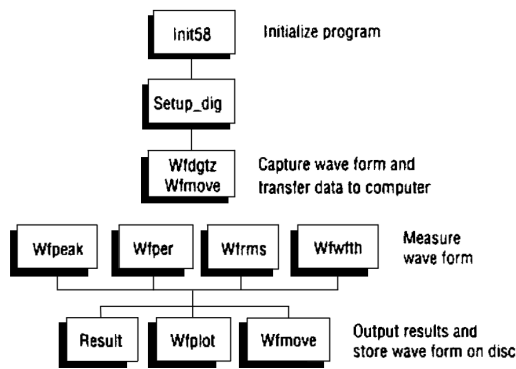 Init58
Initialize program
Setup_dig
Wfdgtz
Wfmove
Capture wave form and
transfer data to computer
Wfpeak
Wfper
Wfrms
Wfwfth
Measure
wave form
Result
Wfplot
Wfmove
Output results and
store wave form on disc